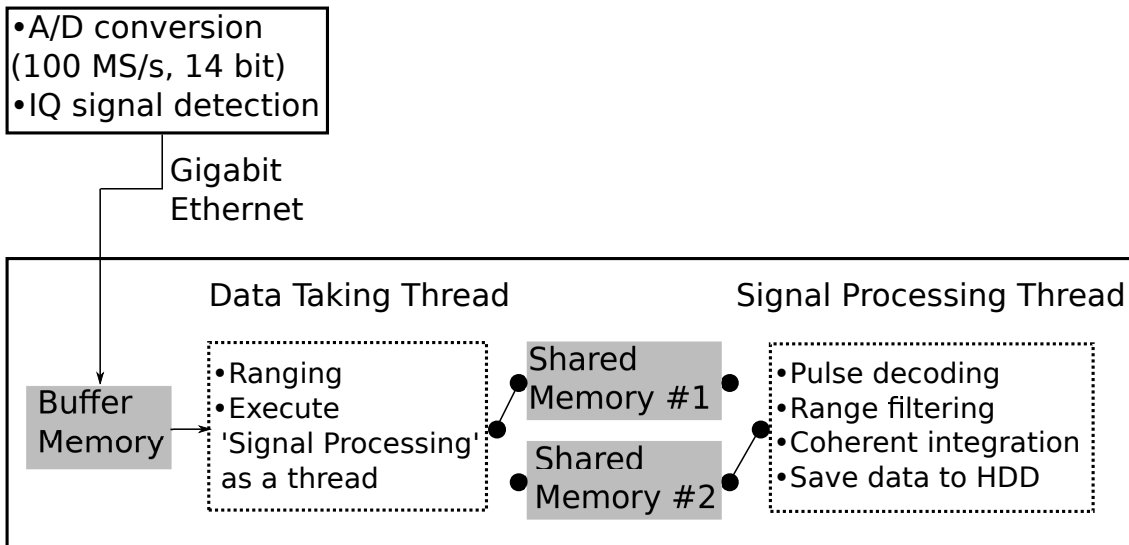 •A/D conversion
(100 MS/s, 14 bit)
•IQ signal detection
Gigabit
Ethernet
Data Taking Thread
Signal Processing Thread
Buffer
Memory
•Ranging
•Execute
'Signal Processing'
as a thread
Shared
Memory #1
Shared
Memory #2
•Pulse decoding
•Range filtering
•Coherent integration
•Save data to HDD